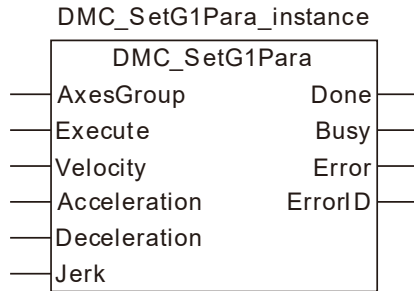 DMC_SetG1Para_instance
DMC_SetG1Para
AxesGroup Done
Execute Busy
Velocity Error
Acceleration ErrorID
Deceleration
Jerk